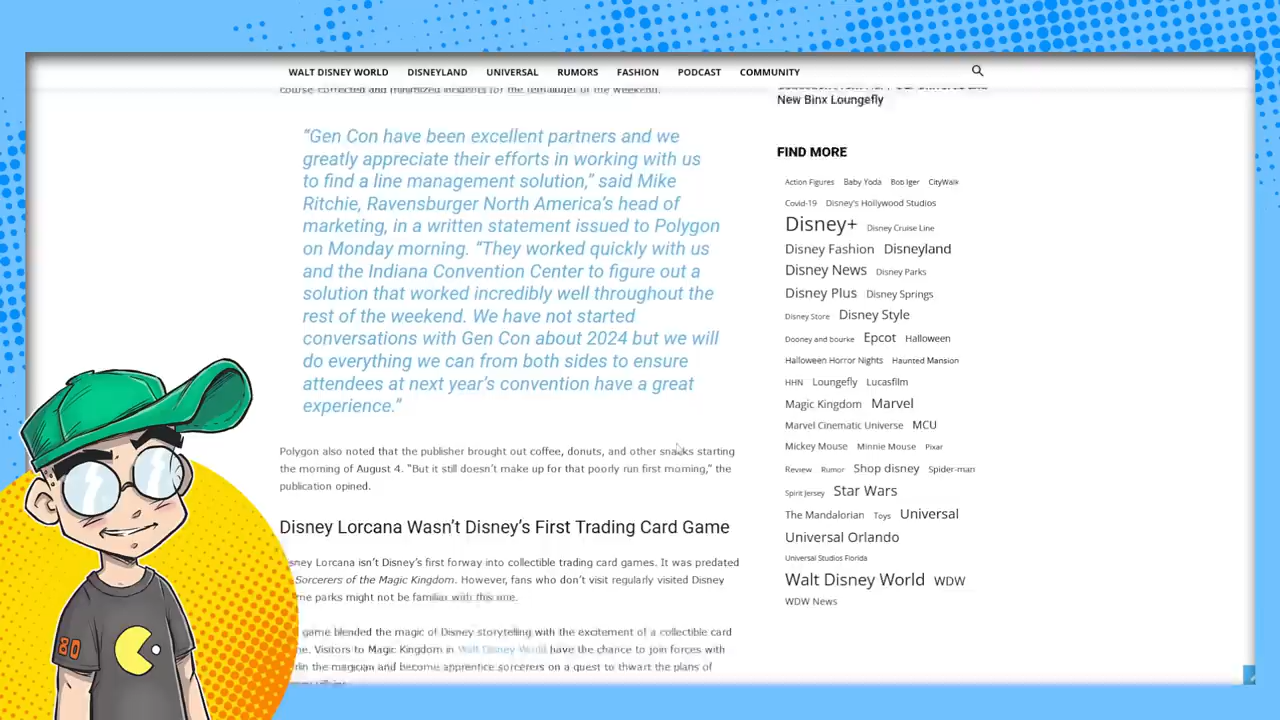 WALT DISNEY WORLD DISNEYLAND UNIVERSAL RUMORS FASHION PODCAST COMMUNITY
course corrected and minimized incidents for the remainder of the weekend.
“Gen Con have been excellent partners and we
greatly appreciate their efforts in working with us
to find a line management solution,” said Mike
Ritchie, Ravensburger North America’s head of
marketing, in a written statement issued to Polygon
on Monday morning. “They worked quickly with us
and the Indiana Convention Center to figure out a
solution that worked incredibly well throughout the
rest of the weekend. We have not started
conversations with Gen Con about 2024 but we will
do everything we can from both sides to ensure
attendees at next year’s convention have a great
experience.”
Polygon also noted that the publisher brought out coffee, donuts, and other snacks starting
the morning of August 4. “But it still doesn’t make up for that poorly run first morning,” the
publication opined.
Disney Lorcana Wasn’t Disney’s First Trading Card Game
ney Lorcana isn’t Disney’s first forway into collectible trading card games. It was predated
Sorcerers of the Magic Kingdom. However, fans who don’t visit regularly visited Disney
me parks might not be familiar with this one.
game blended the magic of Disney storytelling with the excitement of a collectible card
e. Visitors to Magic Kingdom in Walt Disney World have the chance to join forces with
lin the magician and become apprentice sorcerers on a quest to thwart the plans of
New Binx Loungefly
FIND MORE
Action Figures Baby Yoda Bob Iger CityWalk
Covid-19 Disney's Hollywood Studios
Disney+ Disney Cruise Line
Disney Fashion Disneyland
Disney News Disney Parks
Disney Plus Disney Springs
Disney Store Disney Style
Dooney and bourke Epcot Halloween
Halloween Horror Nights Haunted Mansion
HHN Loungefly Lucasfilm
Magic Kingdom Marvel
Marvel Cinematic Universe MCU
Mickey Mouse Minnie Mouse Pixar
Review Rumor Shop disney Spider-man
Spirit Jersey Star Wars
The Mandalorian Toys Universal
Universal Orlando
Universal Studios Florida
Walt Disney World WDW
WDW News
80